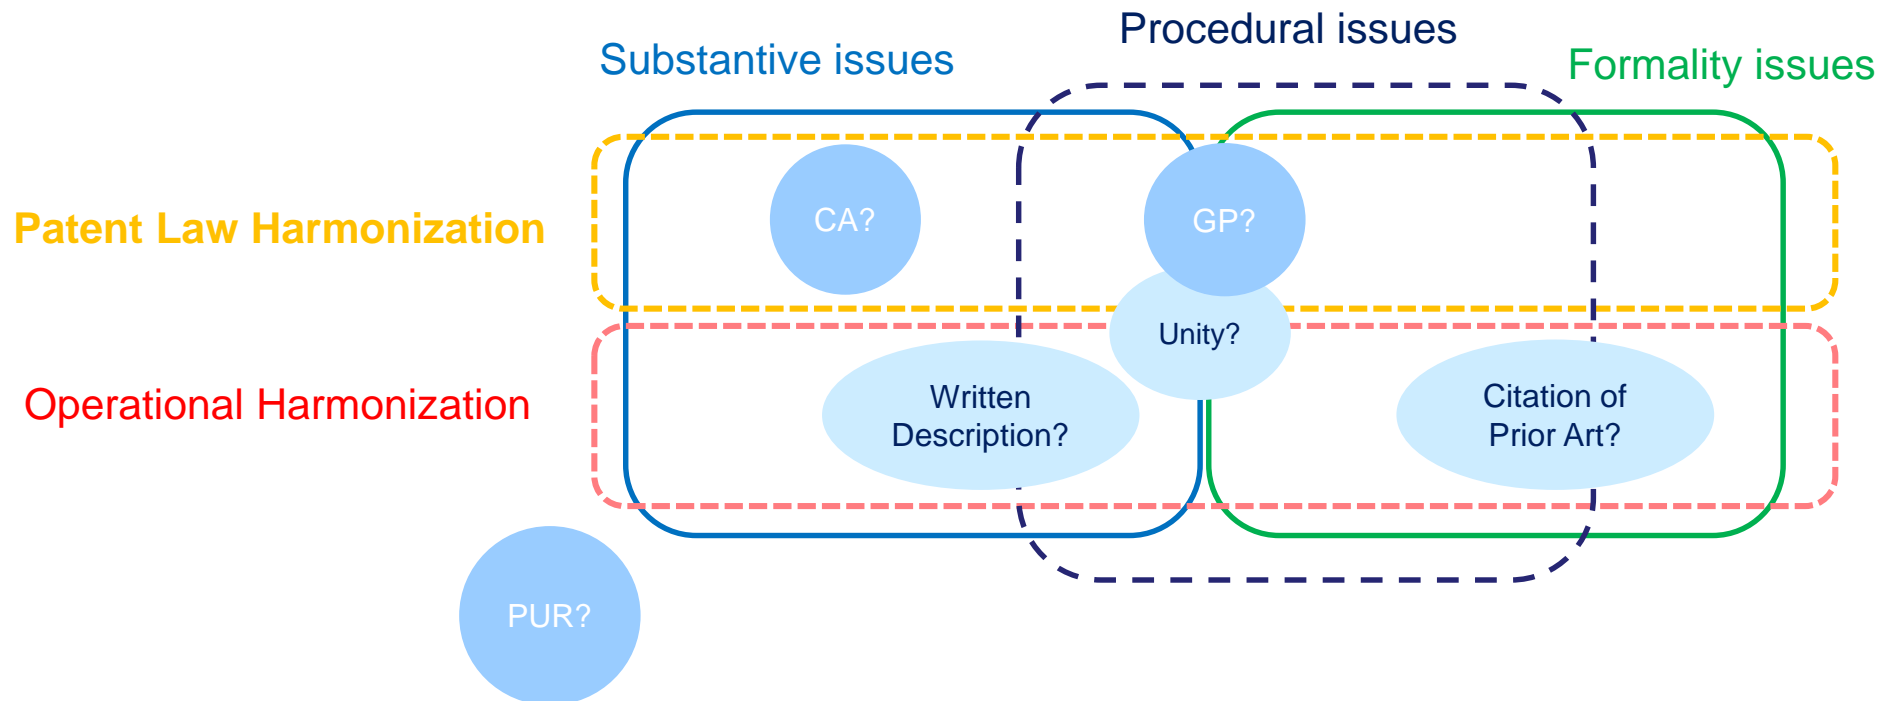 Procedural issues
Substantive issues
Formality issues
Patent Law Harmonization
CA?
GP?
Unity?
Operational Harmonization
Written
Description?
Citation of
Prior Art?
PUR?